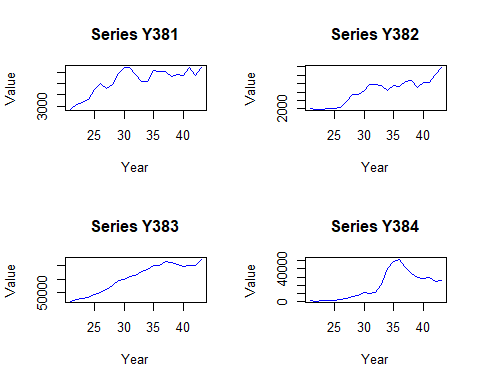 Series Y381
Value
3000
25 30 35 40
Year
Series Y382
Value
2000
25 30 35 40
Year
Series Y383
Value
50000
25 30 35 40
Year
Series Y384
Value
0 40000
25 30 35 40
Year